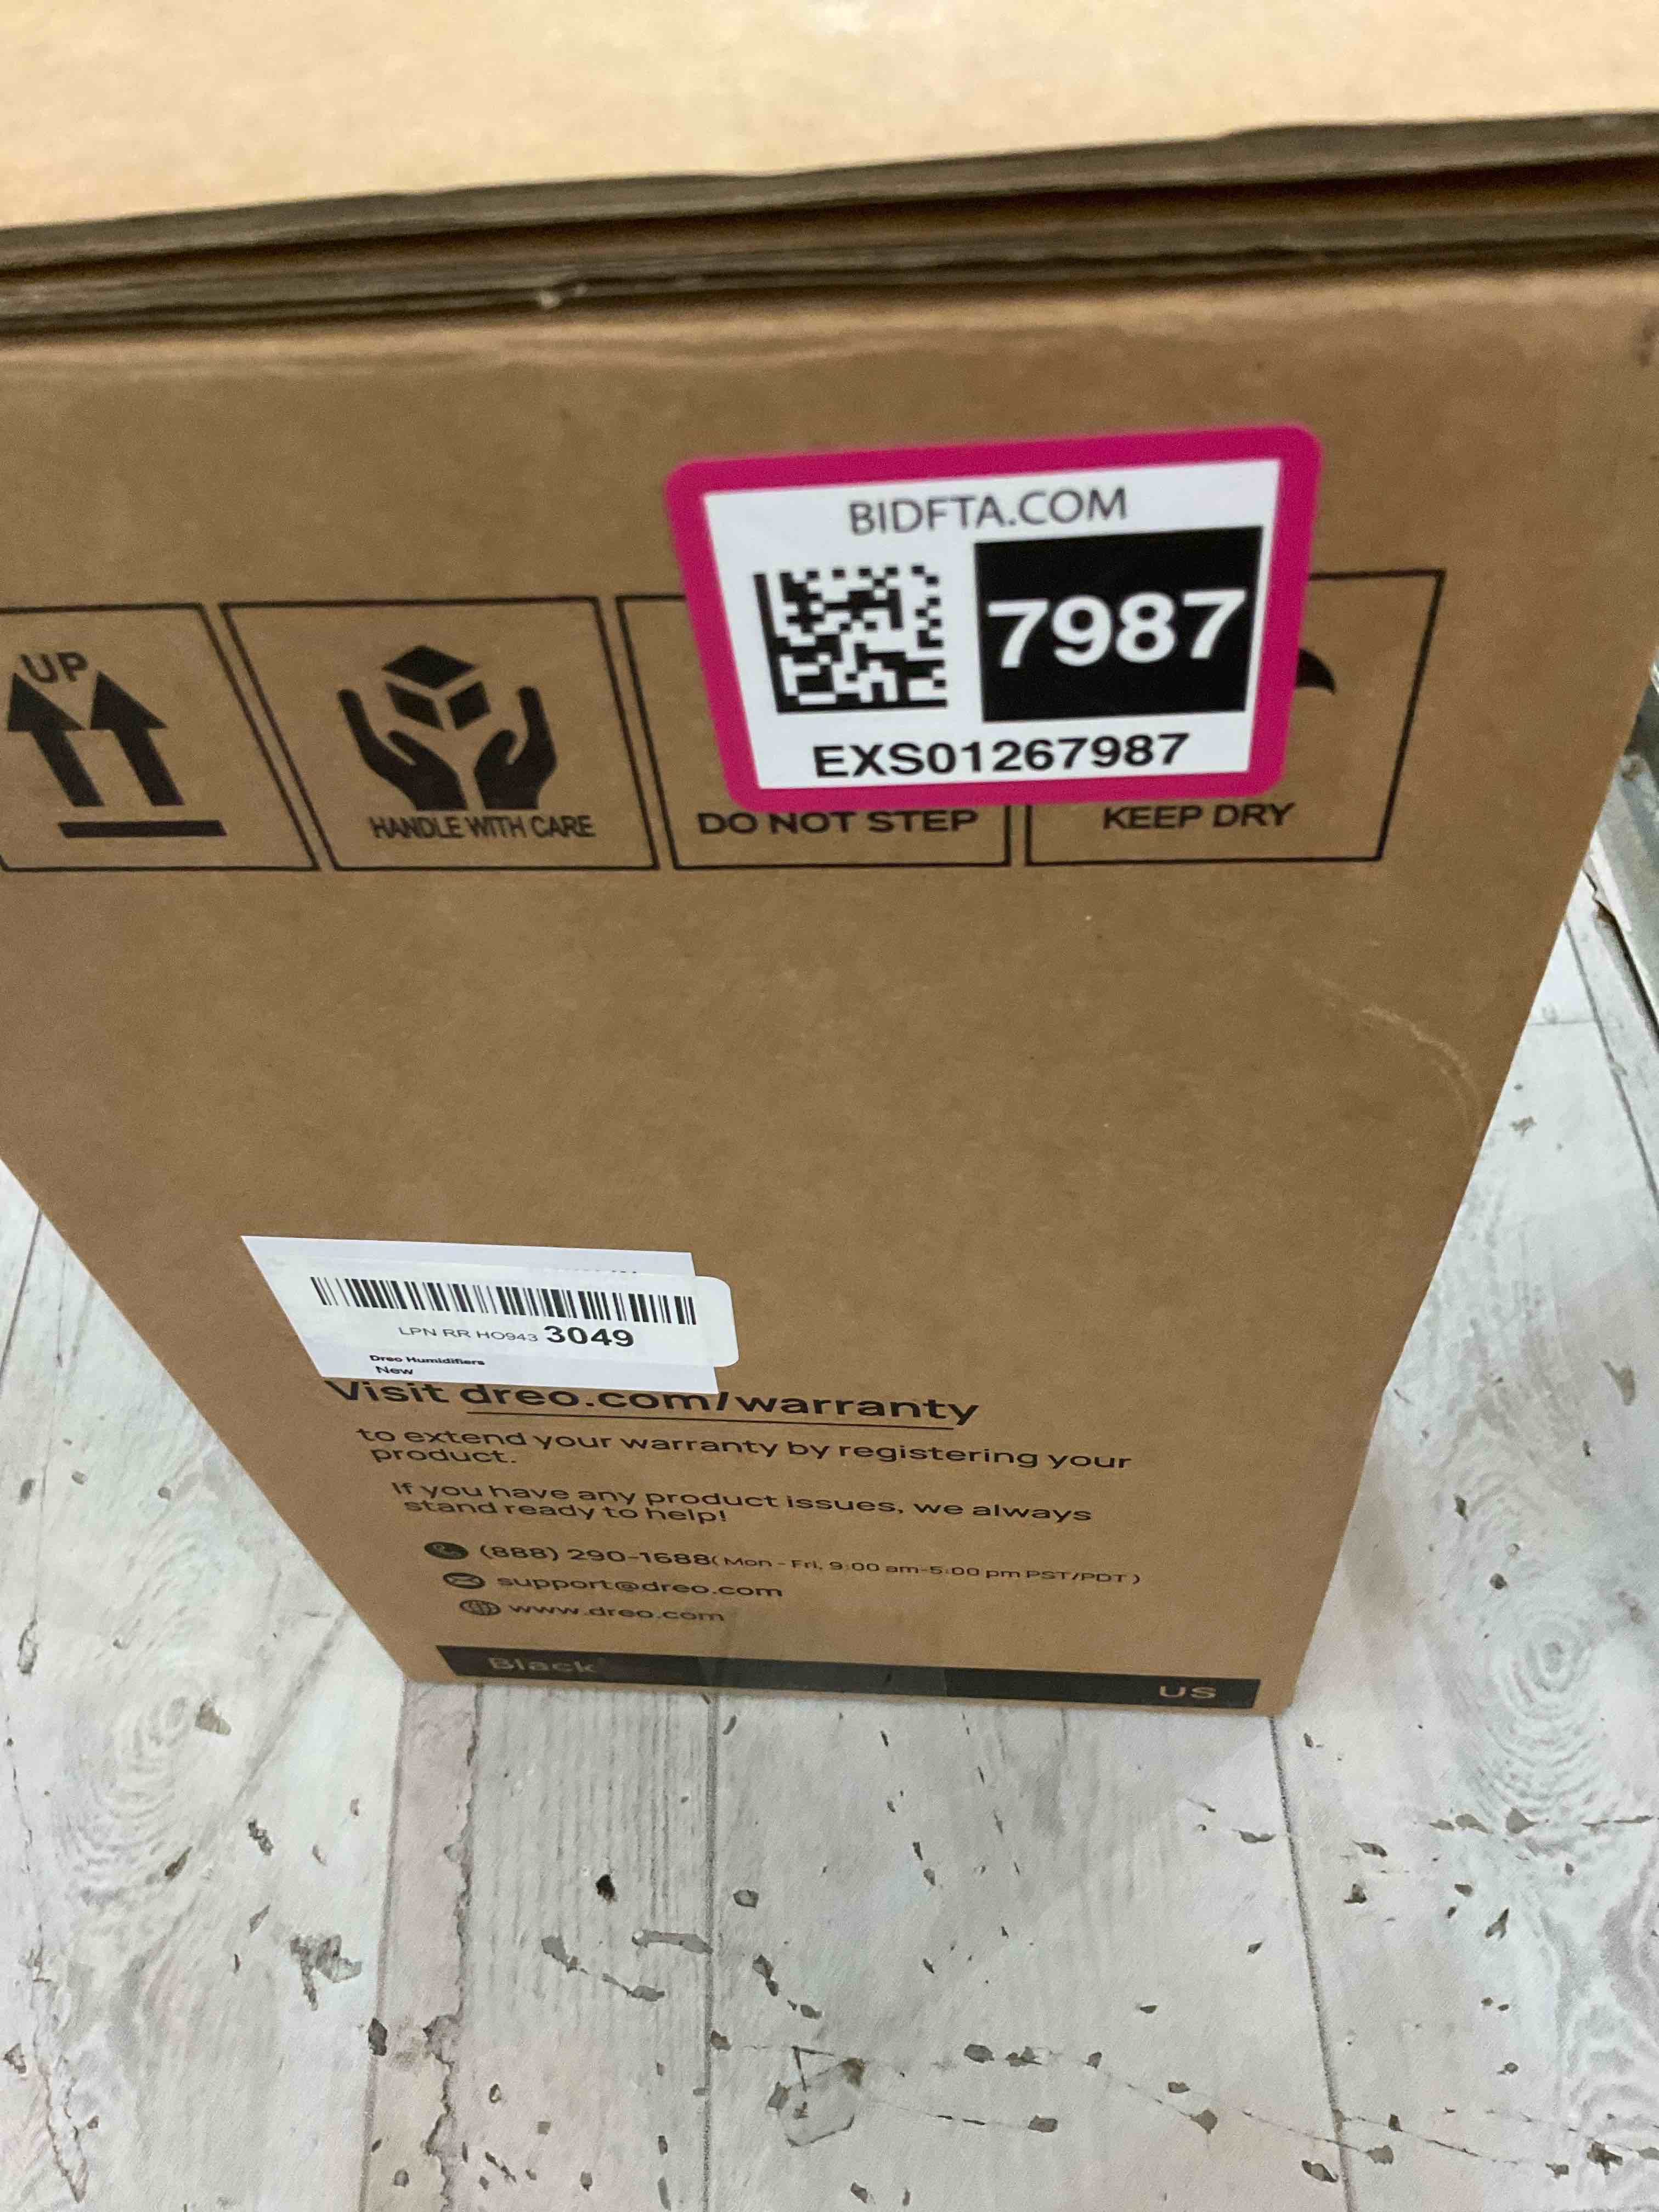 BIDFTA.COM
7987
EXS01267987
UP
HANDLE WITH CARE
DO NOT STEP
KEEP DRY
LPN RR HO943 3049
Dreo Humidifiers
New
Visit dreo.com/warranty
to extend your warranty by registering your
product.
If you have any product issues, we always
stand ready to help!
(888) 290-1688( Mon - Fri, 9:00 am-5:00 pm PST/PDT )
support@dreo.com
www.dreo.com
Black
US